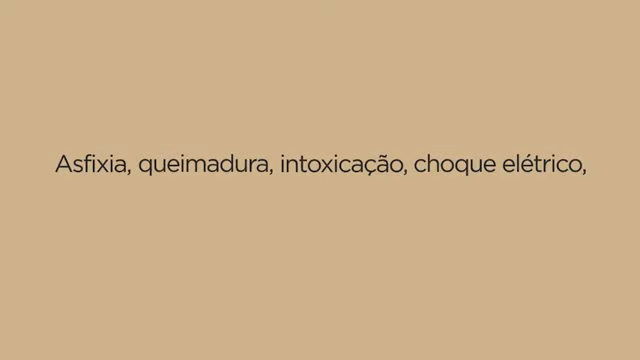 Asfixia, queimadura, intoxicação, choque elétrico,